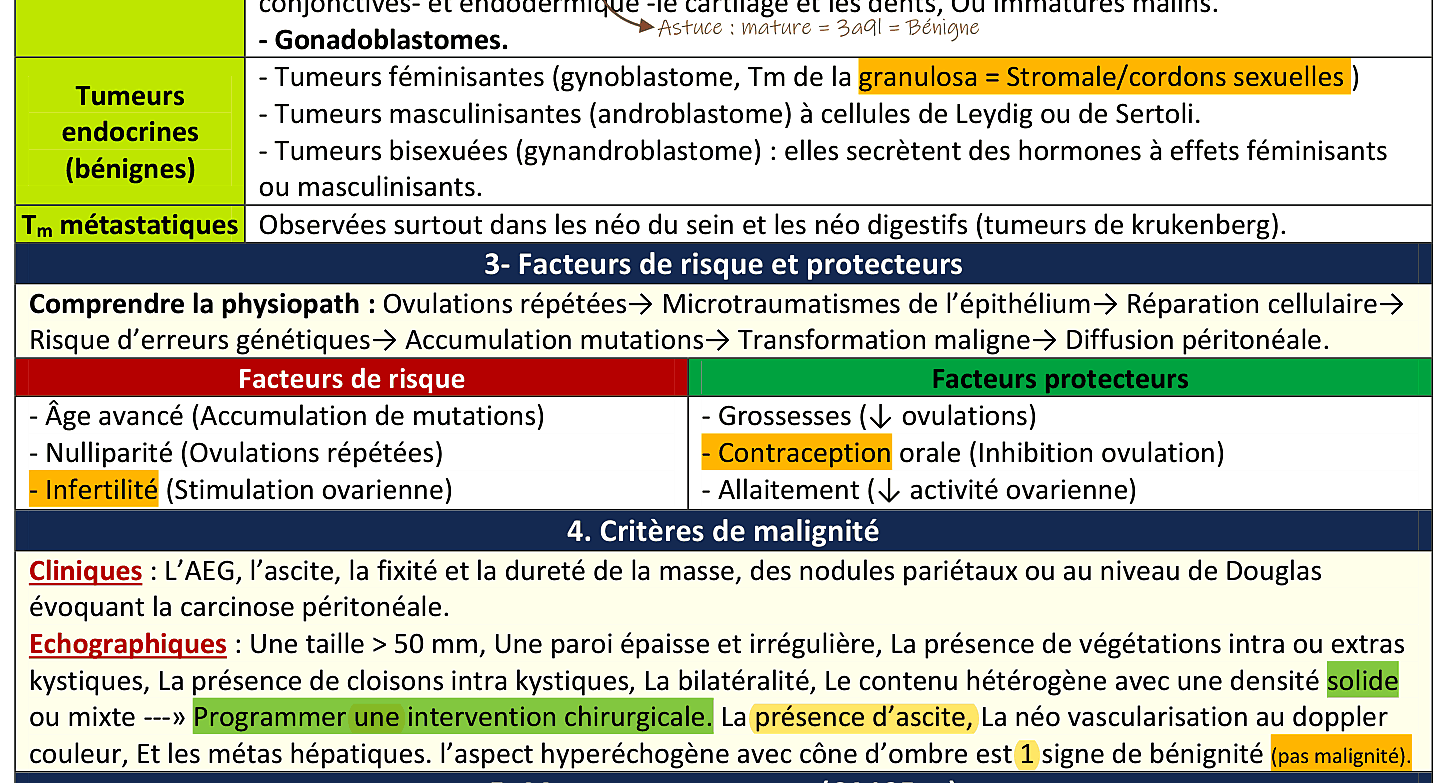 conjonctives- et endodermique -le cartilage et les dents, Ou immatures malins.
Astuce : mature = 3a9l = Bénigne
- Gonadoblastomes.
Tumeurs endocrines (bénignes)
- Tumeurs féminisantes (gynoblastome, Tm de la granulosa = Stromale/cordons sexuelles )
- Tumeurs masculinisantes (androblastome) à cellules de Leydig ou de Sertoli.
- Tumeurs bisexuées (gynandroblastome) : elles secrètent des hormones à effets féminisants
ou masculinisants.
Tm métastatiques
Observées surtout dans les néo du sein et les néo digestifs (tumeurs de krukenberg).
3- Facteurs de risque et protecteurs
Comprendre la physiopath : Ovulations répétées→ Microtraumatismes de l’épithélium→ Réparation cellulaire→
Risque d’erreurs génétiques→ Accumulation mutations→ Transformation maligne→ Diffusion péritonéale.
Facteurs de risque
- Âge avancé (Accumulation de mutations)
- Nulliparité (Ovulations répétées)
- Infertilité (Stimulation ovarienne)
Facteurs protecteurs
- Grossesses (↓ ovulations)
- Contraception orale (Inhibition ovulation)
- Allaitement (↓ activité ovarienne)
4. Critères de malignité
Cliniques : L’AEG, l’ascite, la fixité et la dureté de la masse, des nodules pariétaux ou au niveau de Douglas
évoquant la carcinose péritonéale.
Echographiques : Une taille > 50 mm, Une paroi épaisse et irrégulière, La présence de végétations intra ou extras
kystiques, La présence de cloisons intra kystiques, La bilatéralité, Le contenu hétérogène avec une densité solide
ou mixte ---» Programmer une intervention chirurgicale. La présence d’ascite, La néo vascularisation au doppler
couleur, Et les métas hépatiques. l’aspect hyperéchogène avec cône d’ombre est 1 signe de bénignité (pas malignité).